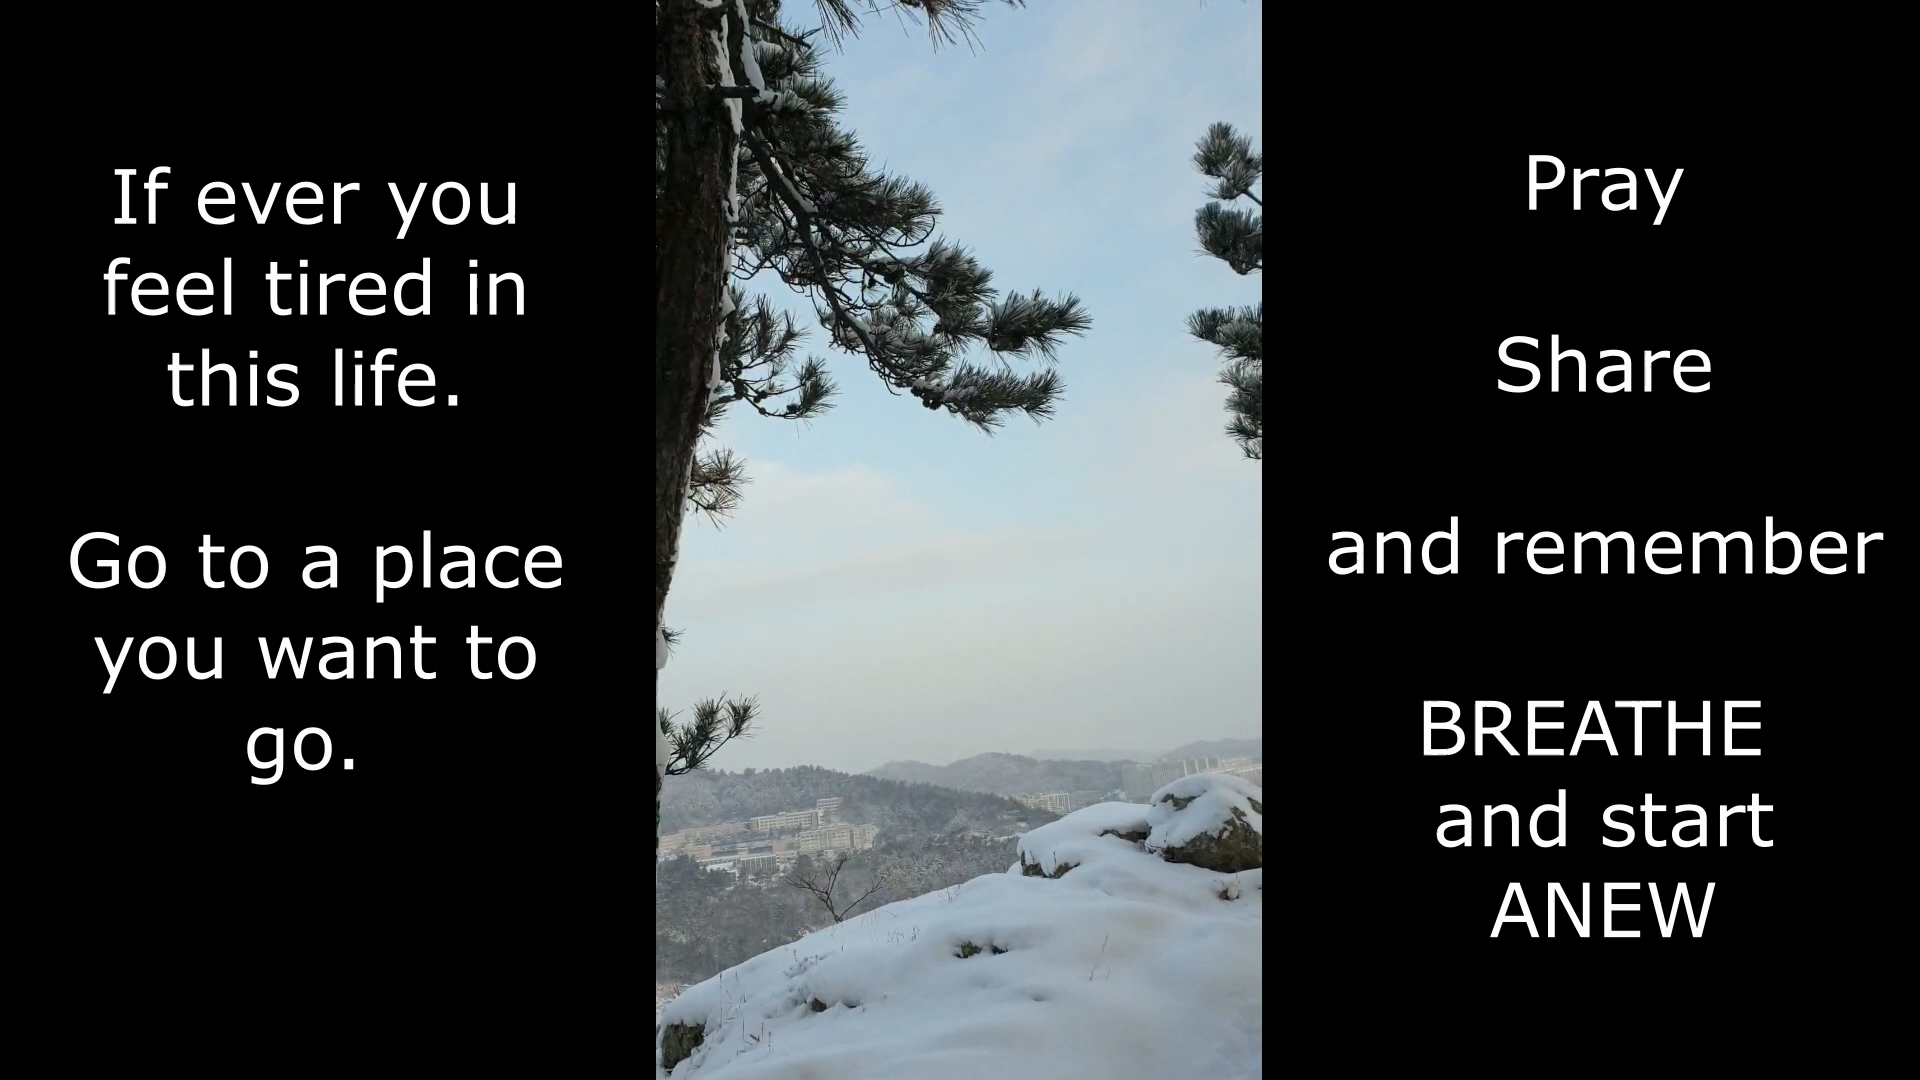 If ever you
feel tired in
this life.
Go to a place
you want to
go.
Pray
Share
and remember
BREATHE
and start
ANEW